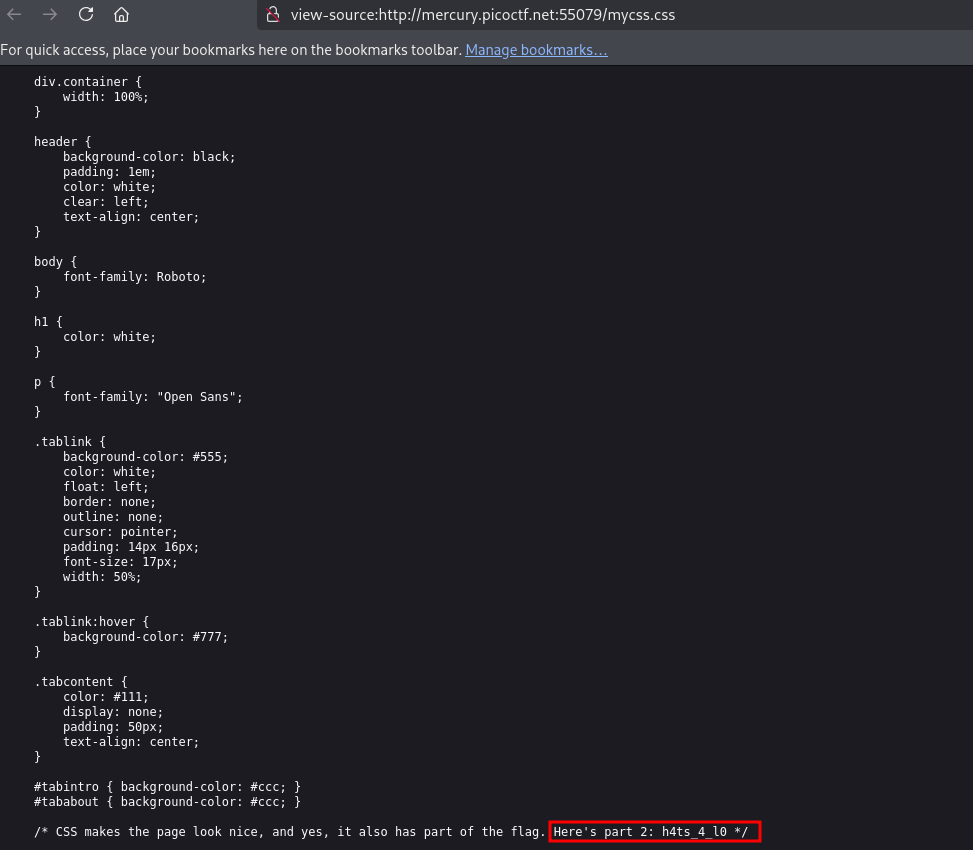 view-source:http://mercury.picoctf.net:55079/mycss.css
For quick access, place your bookmarks here on the bookmarks toolbar. Manage bookmarks...
div.container {
    width: 100%;
}

header {
    background-color: black;
    padding: 1em;
    color: white;
    clear: left;
    text-align: center;
}

body {
    font-family: Roboto;
}

h1 {
    color: white;
}

p {
    font-family: "Open Sans";
}

.tablink {
    background-color: #555;
    color: white;
    float: left;
    border: none;
    outline: none;
    cursor: pointer;
    padding: 14px 16px;
    font-size: 17px;
    width: 50%;
}

.tablink:hover {
    background-color: #777;
}

.tabcontent {
    color: #111;
    display: none;
    padding: 50px;
    text-align: center;
}

#tabintro { background-color: #ccc; }
#tababout { background-color: #ccc; }

/* CSS makes the page look nice, and yes, it also has part of the flag. Here's part 2: h4ts_4_l0 */